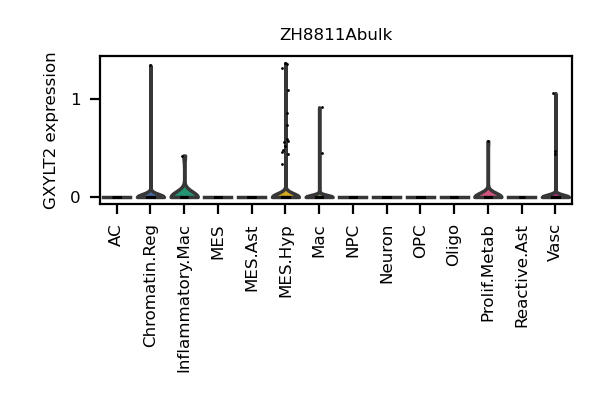 ZH8811Abulk
GXYLT2 expression
1
0
AC
Chromatin.Reg
Inflammatory.Mac
MES
MES.Ast
MES.Hyp
Mac
NPC
Neuron
OPC
Oligo
Prolif.Metab
Reactive.Ast
Vasc